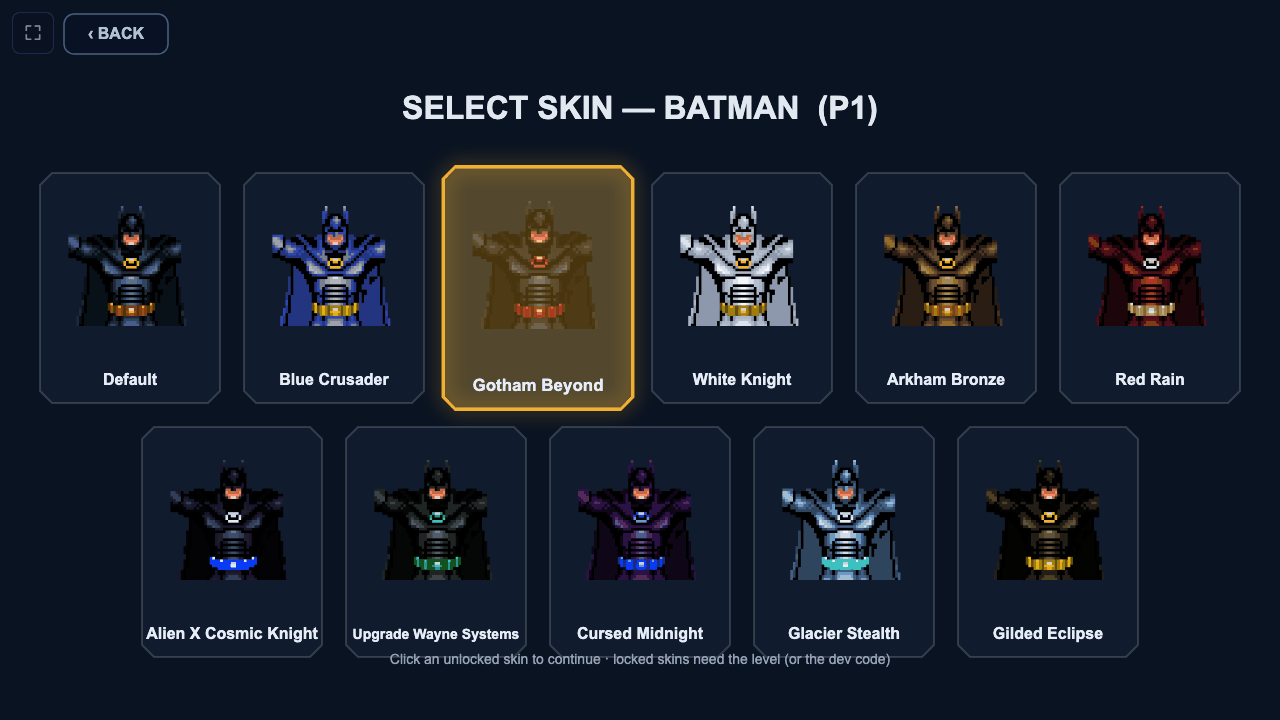 ‹ BACK
SELECT SKIN — BATMAN (P1)
Default
Blue Crusader
Gotham Beyond
White Knight
Arkham Bronze
Red Rain
Alien X Cosmic Knight
Upgrade Wayne Systems
Cursed Midnight
Glacier Stealth
Gilded Eclipse
Click an unlocked skin to continue · locked skins need the level (or the dev code)